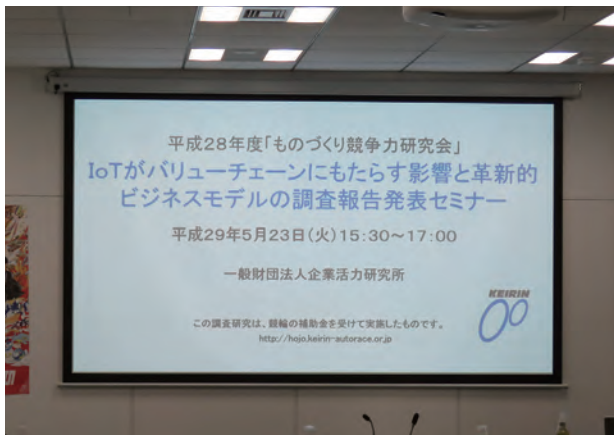 平成28年度「ものづくり競争力研究会」
IoTがバリューチェーンにもたらす影響と革新的
ビジネスモデルの調査報告発表セミナー
平成29年5月23日(火)15:30～17:00
一般財団法人企業活力研究所
KEIRIN
この調査研究は、競輪の補助金を受けて実施したものです。
http://hojo.keirin-autorace.or.jp